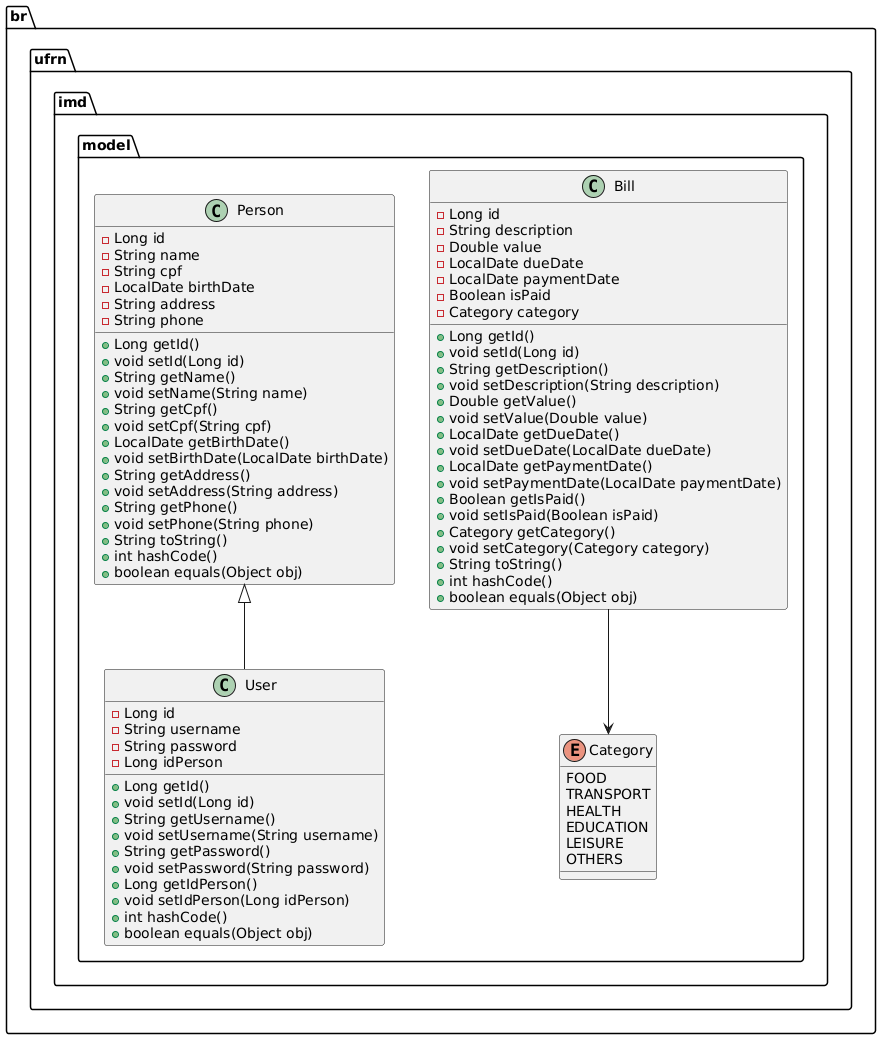 br
ufrn
imd
model
C Person
Long id
String name
String cpf
LocalDate birthDate
String address
String phone
Long getId()
void setId(Long id)
String getName()
void setName(String name)
String getCpf()
void setCpf(String cpf)
LocalDate getBirthDate()
void setBirthDate(LocalDate birthDate)
String getAddress()
void setAddress(String address)
String getPhone()
void setPhone(String phone)
String toString()
int hashCode()
boolean equals(Object obj)
C Bill
Long id
String description
Double value
LocalDate dueDate
LocalDate paymentDate
Boolean isPaid
Category category
Long getId()
void setId(Long id)
String getDescription()
void setDescription(String description)
Double getValue()
void setValue(Double value)
LocalDate getDueDate()
void setDueDate(LocalDate dueDate)
LocalDate getPaymentDate()
void setPaymentDate(LocalDate paymentDate)
Boolean getIsPaid()
void setIsPaid(Boolean isPaid)
Category getCategory()
void setCategory(Category category)
String toString()
int hashCode()
boolean equals(Object obj)
C User
Long id
String username
String password
Long idPerson
Long getId()
void setId(Long id)
String getUsername()
void setUsername(String username)
String getPassword()
void setPassword(String password)
Long getIdPerson()
void setIdPerson(Long idPerson)
int hashCode()
boolean equals(Object obj)
E Category
FOOD
TRANSPORT
HEALTH
EDUCATION
LEISURE
OTHERS